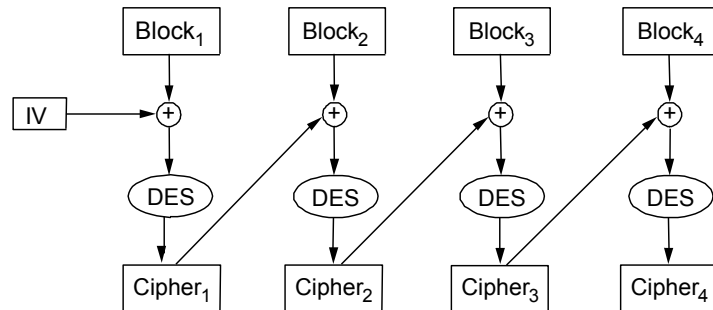 Block1 Block2 Block3 Block4
IV + + + +
DES DES DES DES
Cipher1 Cipher2 Cipher3 Cipher4